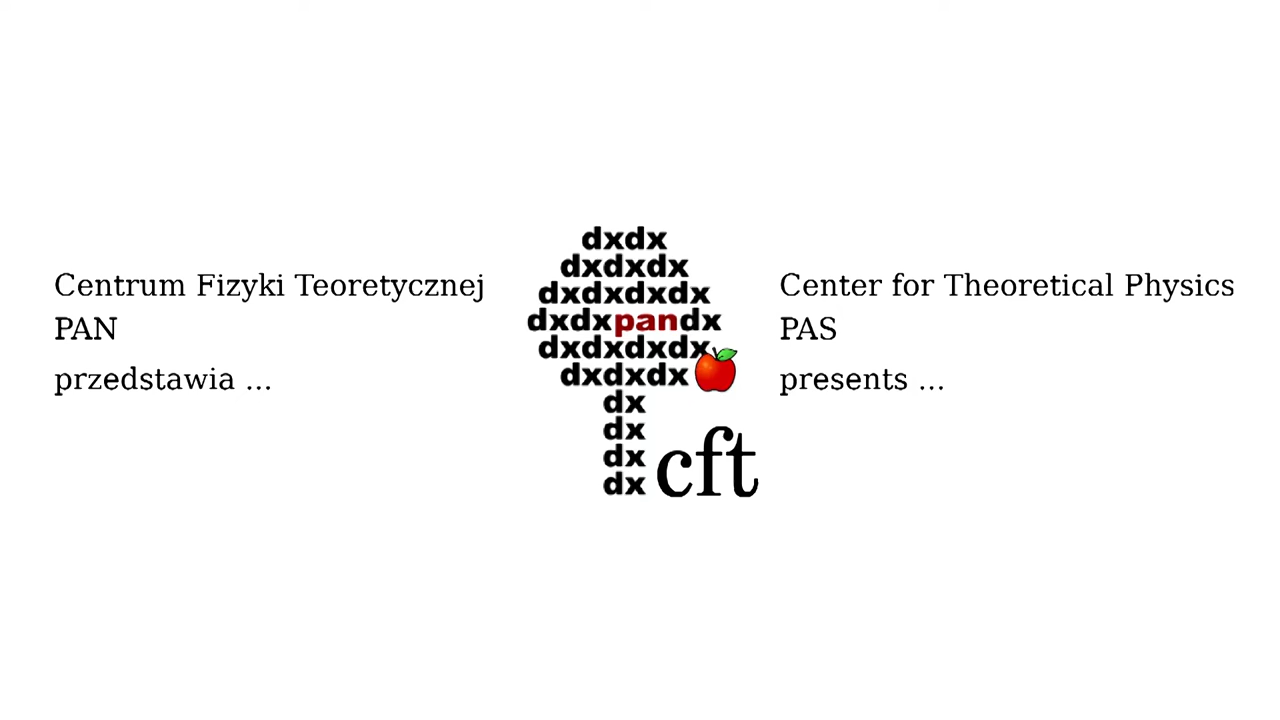 Centrum Fizyki Teoretycznej
PAN
przedstawia ...
dxdx
dxdxdx
dxdxdxdx
dxdxpandx
dxdxdxdx
dxdxdx
dx
dx
dx
dx
cft
Center for Theoretical Physics
PAS
presents ...